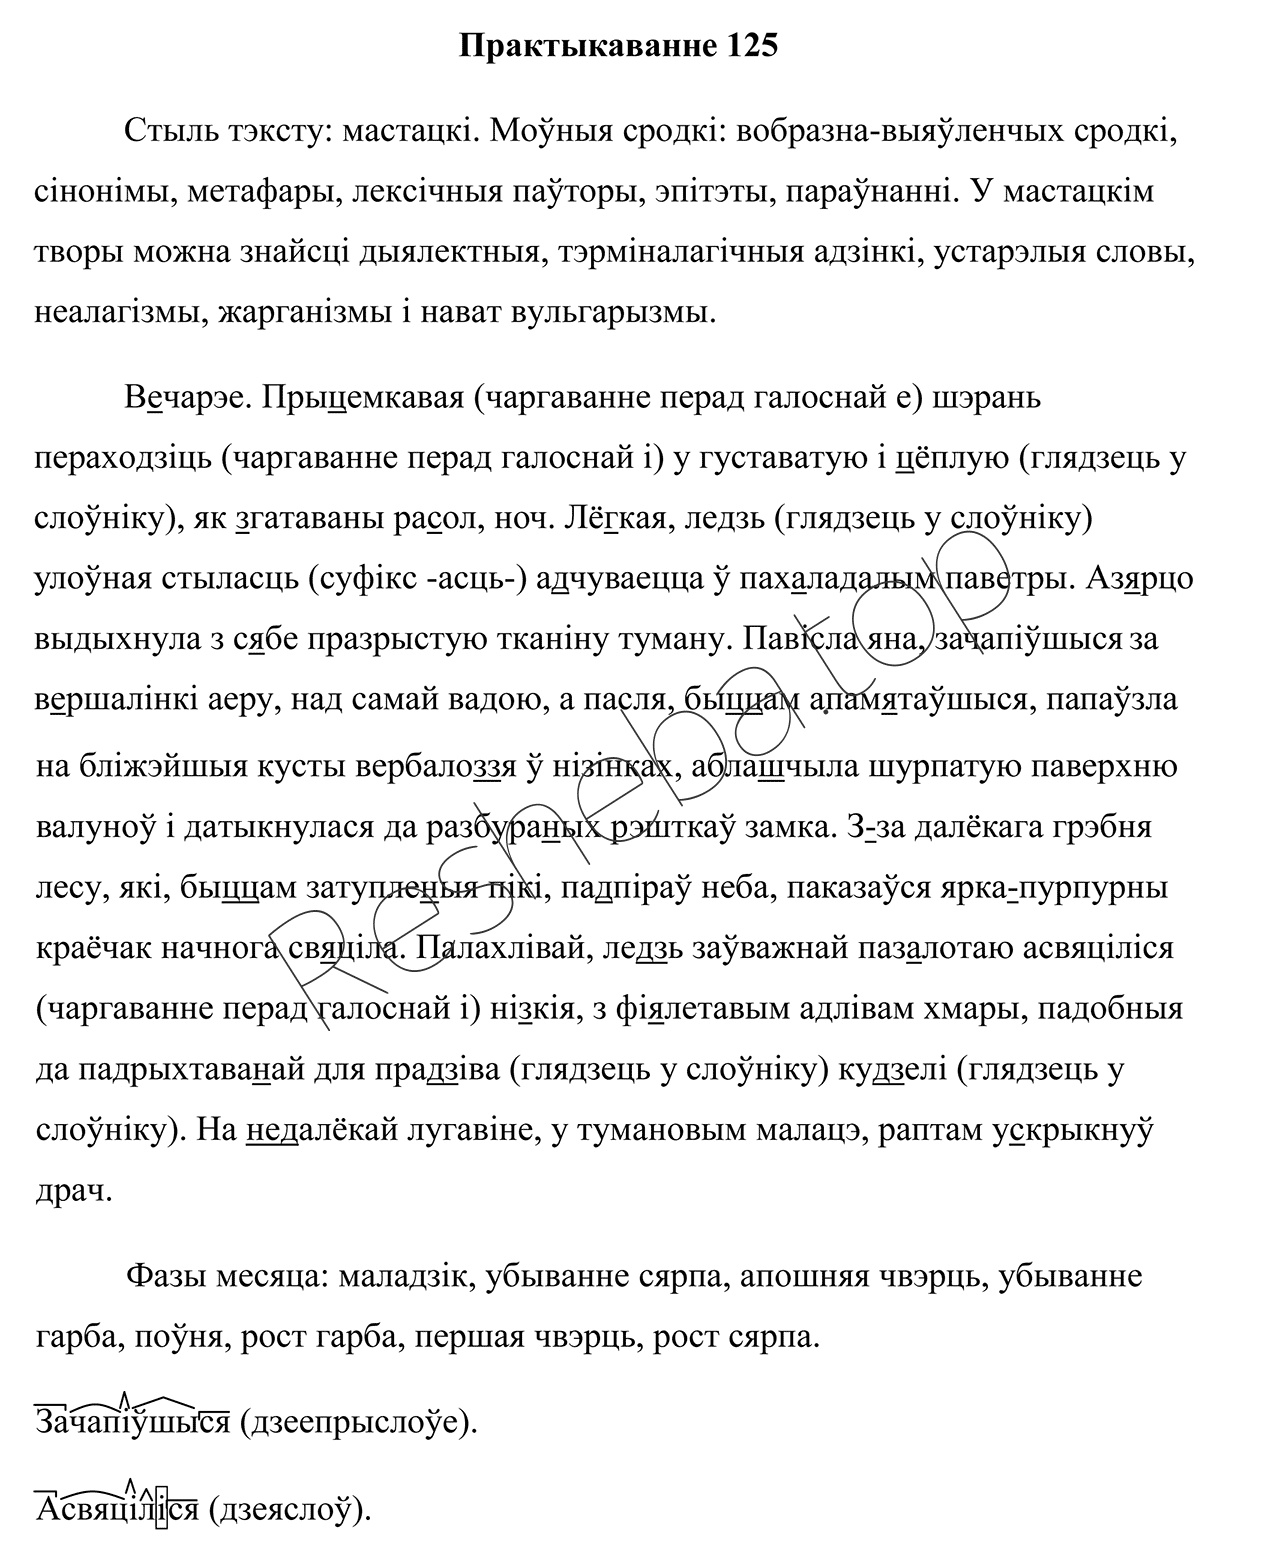 Практыкаванне 125
Стыль тэксту: мастацкі. Моўныя сродкі: вобразна-выяўленчых сродкі,
сінонімы, метафары, лексічныя паўторы, эпітэты, параўнанні. У мастацкім
творы можна знайсці дыялектныя, тэрміналагічныя адзінкі, устарэлыя словы,
неалагізмы, жарганізмы і нават вульгарызмы.
Вечарэе. Прыцемкавая (чаргаванне перад галоснай е) шэрань
пераходзіць (чаргаванне перад галоснай і) у густаватую і цёплую (глядзець у
слоўніку), як згатаваны расол, ноч. Лёгкая, ледзь (глядзець у слоўніку)
улоўная стыласць (суфікс -асць-) адчуваецца ў пахаладалым паветры. Азярцо
выдыхнула з сябе празрыстую тканіну туману. Павісла яна, зачапіўшыся за
вершалінкі аеру, над самай вадою, а пасля, быццам апамятаўшыся, папаўзла
на бліжэйшыя кусты вербалоззя ў нізінках, аблашчыла шурпатую паверхню
валуноў і датыкнулася да разбураных рэшткаў замка. З-за далёкага грэбня
лесу, які, быццам затупленыя пікі, падпіраў неба, паказаўся ярка-пурпурны
краёчак начнога свяціла. Палахлівай, ледзь заўважнай пазалотаю асвяціліся
(чаргаванне перад галоснай і) нізкія, з фіялетавым адлівам хмары, падобныя
да падрыхтаванай для прадзіва (глядзець у слоўніку) кудзелі (глядзець у
слоўніку). На недалёкай лугавіне, у тумановым малацэ, раптам ускрыкнуў
драч.
Фазы месяца: маладзік, убыванне сярпа, апошняя чвэрць, убыванне
гарба, поўня, рост гарба, першая чвэрць, рост сярпа.
Зачапіўшыся (дзеепрыслоўе).
Асвяціліся (дзеяслоў).
Resheba.top